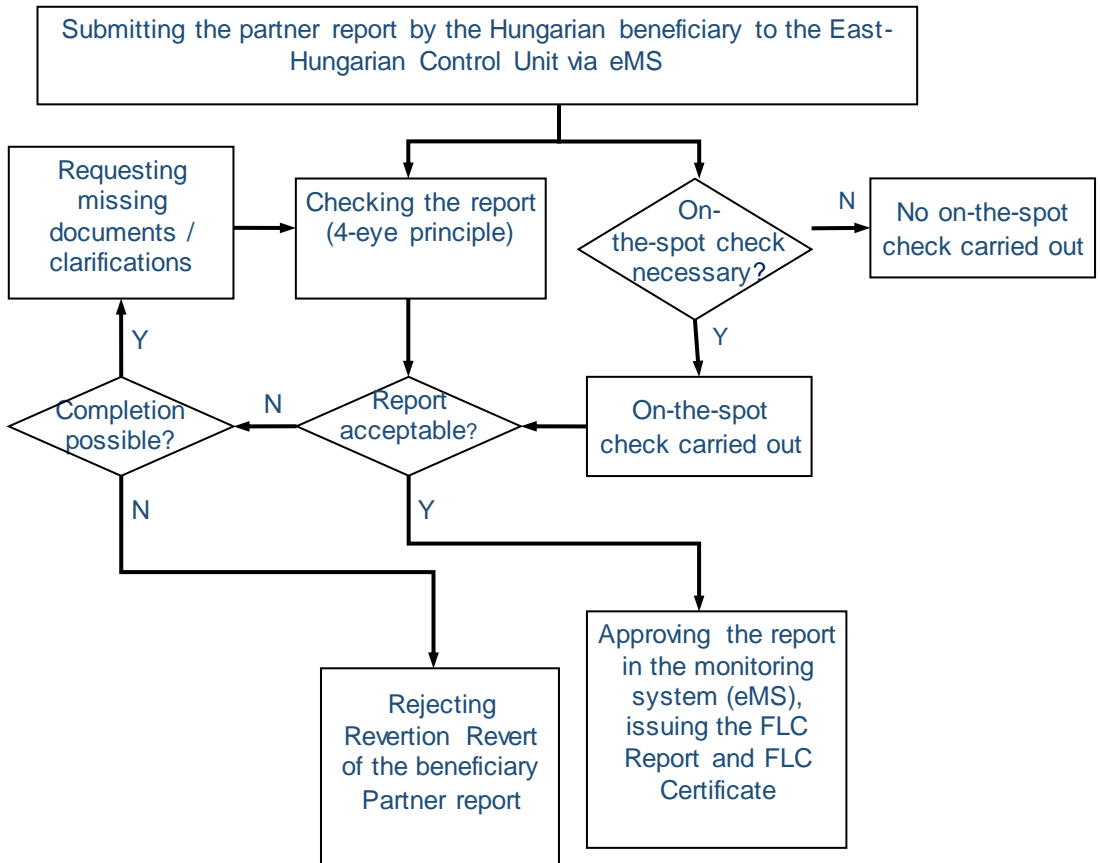 Submitting the partner report by the Hungarian beneficiary to the East-
Hungarian Control Unit via eMS
Requesting
missing
documents /
clarifications
Checking the report
(4-eye principle)
On-
the-spot check
necessary?
N
No on-the-spot
check carried out
Y
Y
Completion
possible?
N
Report
acceptable?
On-the-spot
check carried out
N
Y
Approving the report
in the monitoring
system (eMS),
issuing the FLC
Report and FLC
Certificate
Rejecting
Revertion Revert
of the beneficiary
Partner report